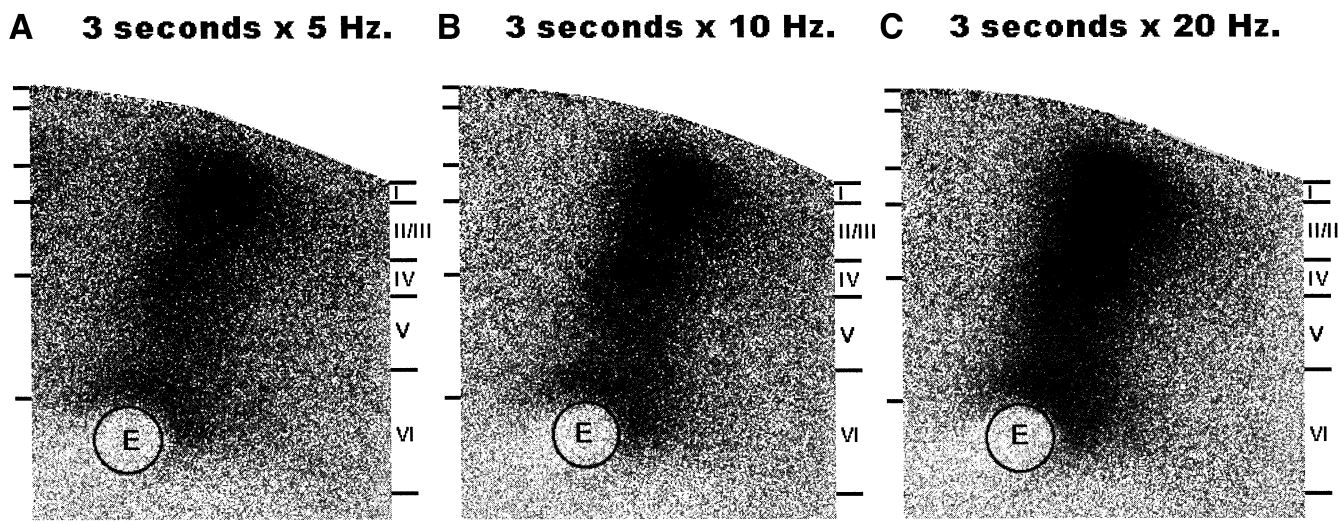 A 3 seconds x 5 Hz.
B 3 seconds x 10 Hz.
C 3 seconds x 20 Hz.
I
II/III
IV
V
VI
E
I
II/III
IV
V
VI
E
I
II/II
IV
V
VI
E